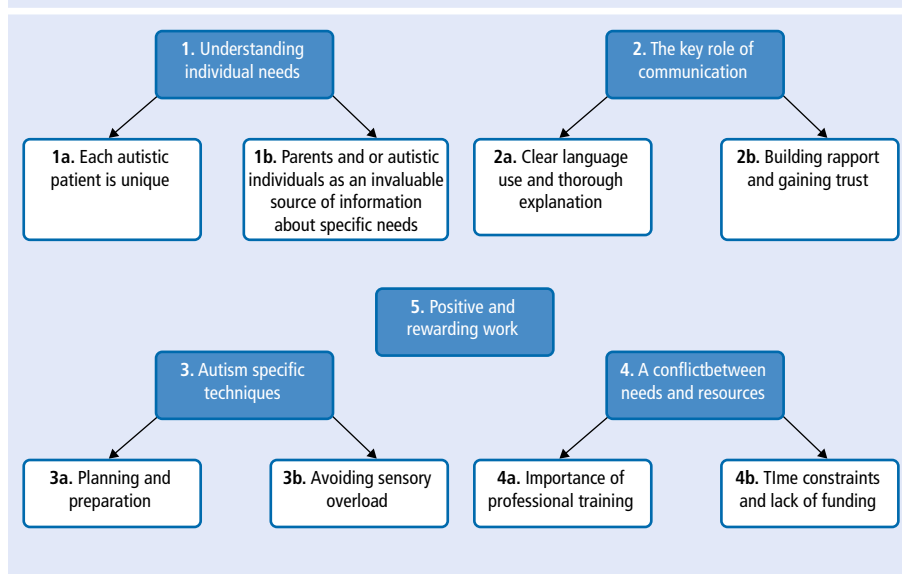 1. Understanding
individual needs
2. The key role of
communication
1a. Each autistic
patient is unique
1b. Parents and or autistic
individuals as an invaluable
source of information
about specific needs
2a. Clear language
use and thorough
explanation
2b. Building rapport
and gaining trust
5. Positive and
rewarding work
3. Autism specific
techniques
4. A conflictbetween
needs and resources
3a. Planning and
preparation
3b. Avoiding sensory
overload
4a. Importance of
professional training
4b. TIme constraints
and lack of funding